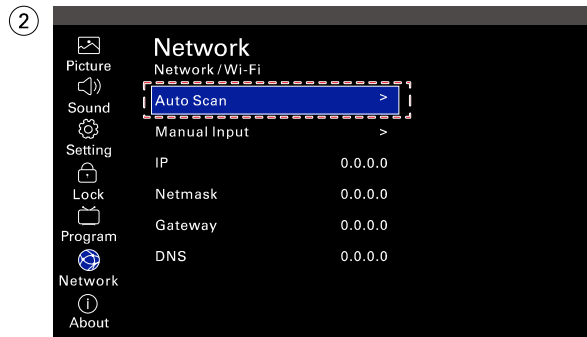 2
Picture
Sound
Setting
Lock
Program
Network
About
Network
Network/Wi-Fi
Auto Scan >
Manual Input >
IP 0.0.0.0
Netmask 0.0.0.0
Gateway 0.0.0.0
DNS 0.0.0.0